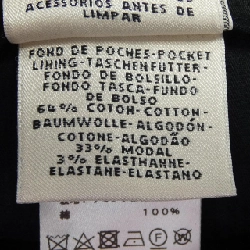 ACESSORIOS ANTES DE
LIMPAR
FOND DE POCHES-POCKET
LINING-TASCHENFUTTER-
FONDO DE BOLSILLO-
FONDO TASCA-FUNDO
DE BOLSO
64% COTON-COTTON-
BAUMWOLLE-ALGODÓN-
COTONE-ALGODÃO
33% MODAL
3% ELASTHANNE-
ELASTANE-ELASTANO
100%